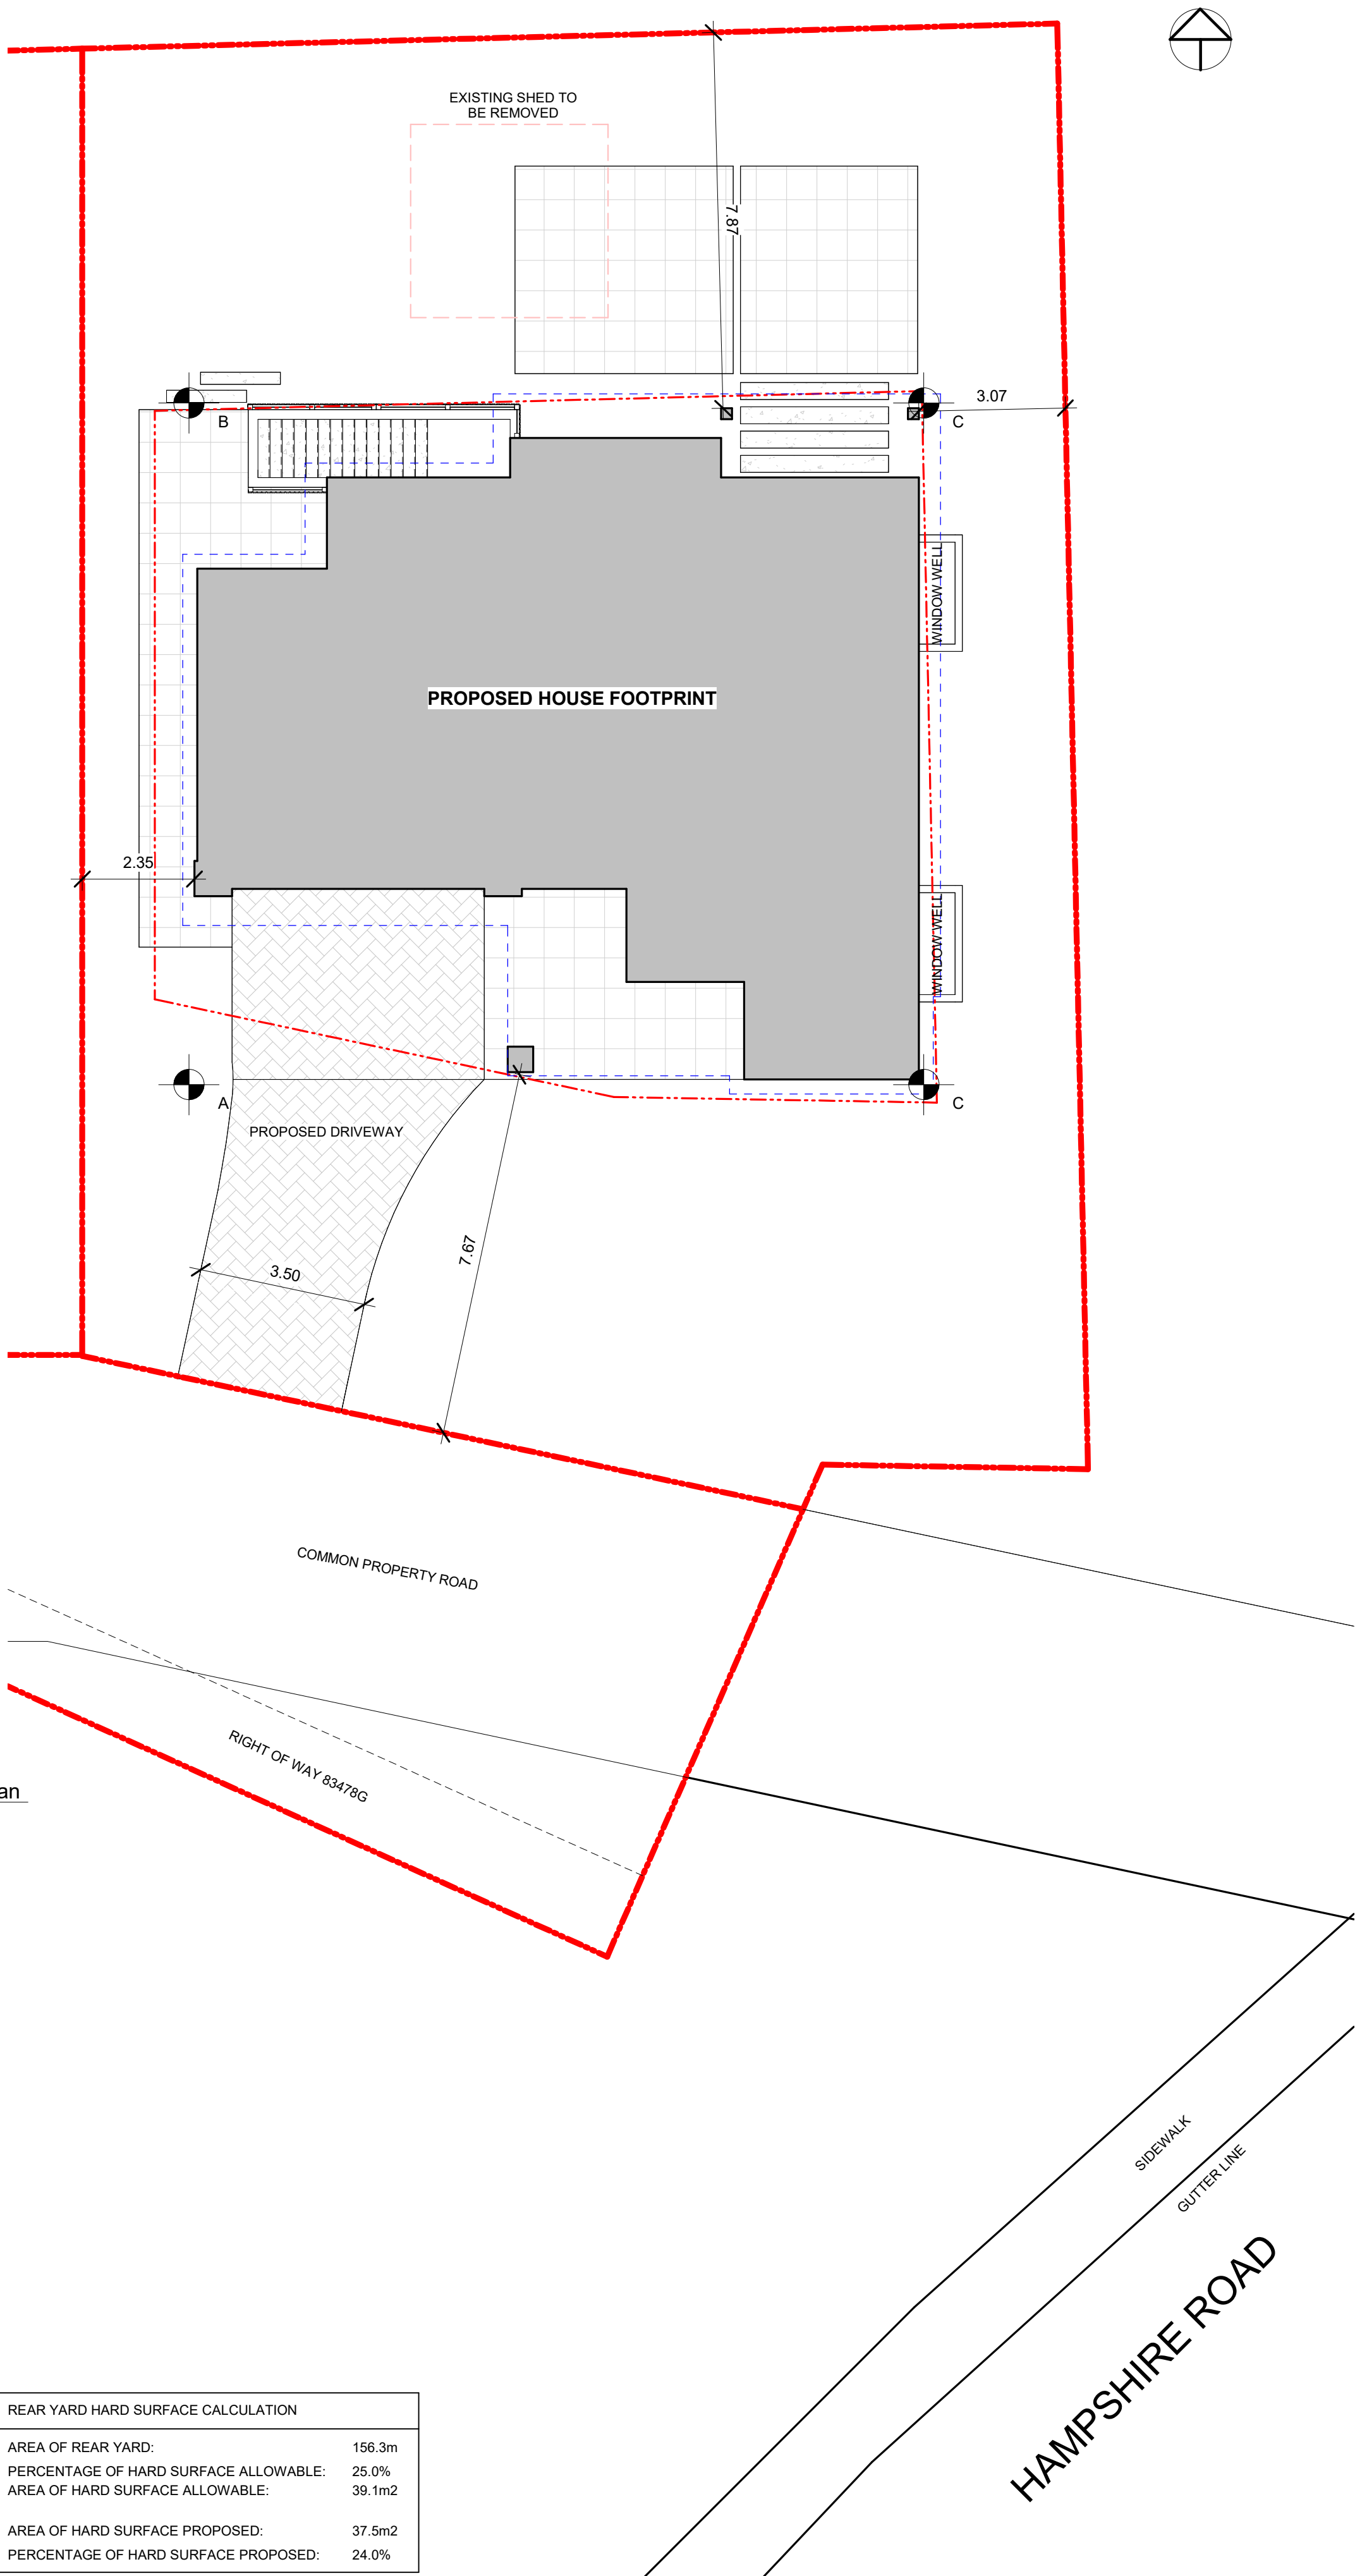 EXISTING SHED TO
BE REMOVED
7.87
3.07
B
C
WINDOW WELL
PROPOSED HOUSE FOOTPRINT
2.35
WINDOW WELL
A
C
PROPOSED DRIVEWAY
7.67
3.50
COMMON PROPERTY ROAD
RIGHT OF WAY 83478G
an
SIDEWALK
GUTTER LINE
HAMPSHIRE ROAD
REAR YARD HARD SURFACE CALCULATION
AREA OF REAR YARD: 156.3m
PERCENTAGE OF HARD SURFACE ALLOWABLE: 25.0%
AREA OF HARD SURFACE ALLOWABLE: 39.1m2
AREA OF HARD SURFACE PROPOSED: 37.5m2
PERCENTAGE OF HARD SURFACE PROPOSED: 24.0%